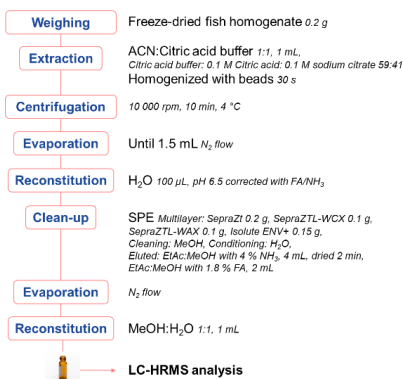 Weighing
Freeze-dried fish homogenate 0.2 g
Extraction
ACN:Citric acid buffer 1:1, 1 mL,
Citric acid buffer: 0.1 M Citric acid: 0.1 M sodium citrate 59:41
Homogenized with beads 30 s
Centrifugation
10 000 rpm, 10 min, 4 °C
Evaporation
Until 1.5 mL N₂ flow
Reconstitution
H₂O 100 µL, pH 6.5 corrected with FA/NH₃
Clean-up
SPE Multilayer: SepraZt 0.2 g, SepraZTL-WCX 0.1 g,
SepraZTL-WAX 0.1 g, Isolute ENV+ 0.15 g,
Cleaning: MeOH, Conditioning: H₂O,
Eluted: EtAc:MeOH with 4 % NH₃, 4 mL, dried 2 min,
EtAc:MeOH with 1.8 % FA, 2 mL
Evaporation
N₂ flow
Reconstitution
MeOH:H₂O 1:1, 1 mL
LC-HRMS analysis